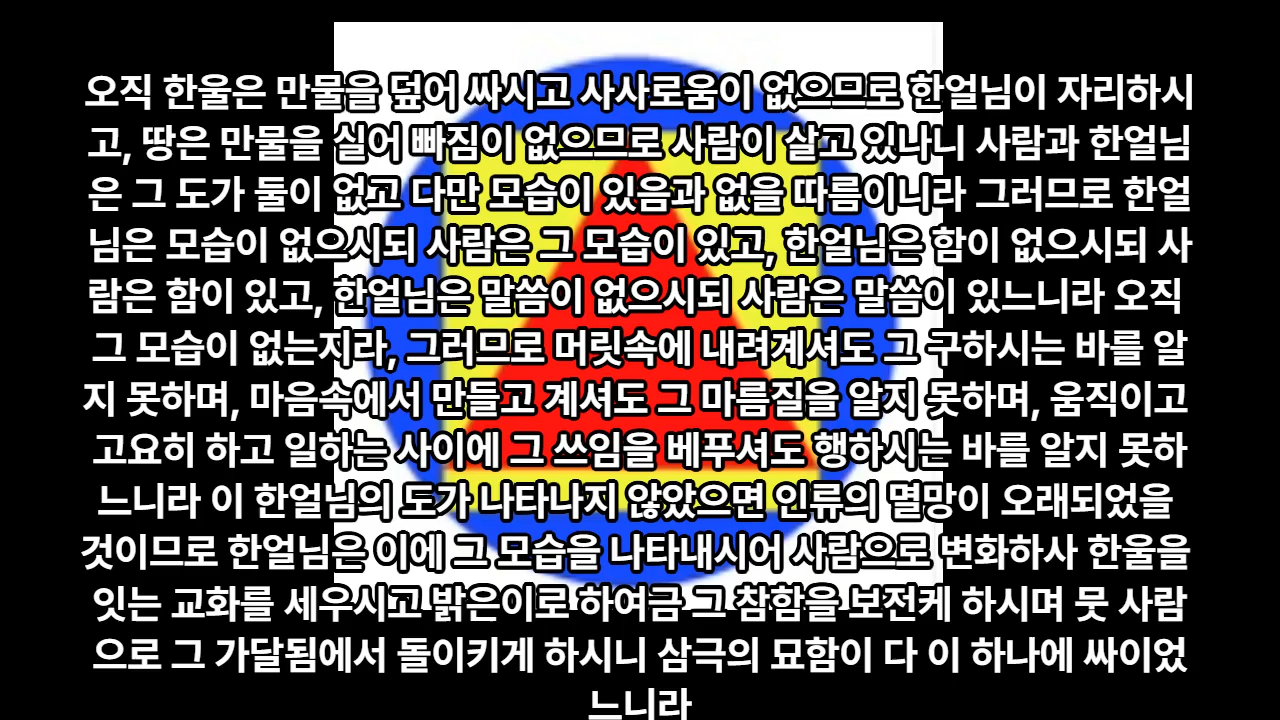 오직 한울은 만물을 덮어 싸시고 사사로움이 없으므로 한얼님이 자리하시
고, 땅은 만물을 실어 빠짐이 없으므로 사람이 살고 있나니 사람과 한얼님
은 그 도가 둘이 없고 다만 모습이 있음과 없을 따름이니라 그러므로 한얼
님은 모습이 없으시되 사람은 그 모습이 있고, 한얼님은 함이 없으시되 사
람은 함이 있고, 한얼님은 말씀이 없으시되 사람은 말씀이 있느니라 오직
그 모습이 없는지라, 그러므로 머릿속에 내려계셔도 그 구하시는 바를 알
지 못하며, 마음속에서 만들고 계셔도 그 마름질을 알지 못하며, 움직이고
고요히 하고 일하는 사이에 그 쓰임을 베푸셔도 행하시는 바를 알지 못하
느니라 이 한얼님의 도가 나타나지 않았으면 인류의 멸망이 오래되었을
것이므로 한얼님은 이에 그 모습을 나타내시어 사람으로 변화하사 한울을
잇는 교화를 세우시고 밝은이로 하여금 그 참함을 보전케 하시며 뭇 사람
으로 그 가달됨에서 돌이키게 하시니 삼극의 묘함이 다 이 하나에 싸이었
느니라